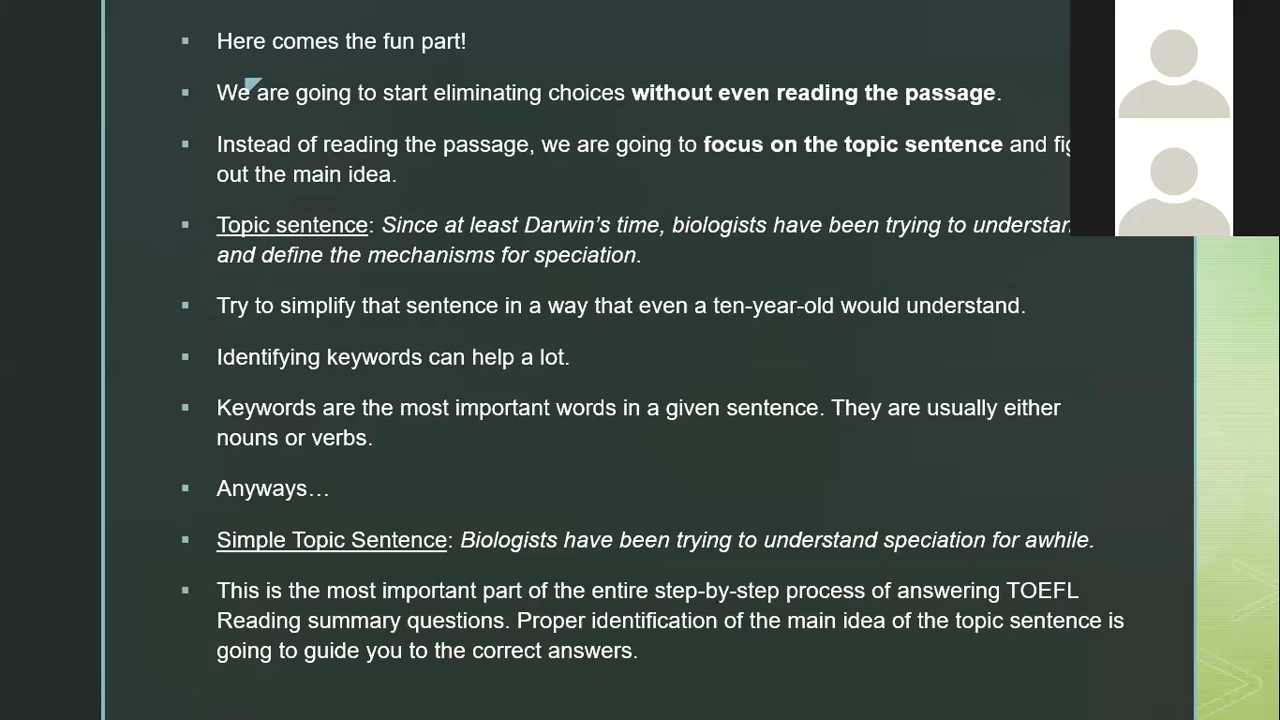 Here comes the fun part!
We are going to start eliminating choices without even reading the passage.
Instead of reading the passage, we are going to focus on the topic sentence and
out the main idea.
Topic sentence: Since at least Darwin's time, biologists have been trying to
and define the mechanisms for speciation.
Try to simplify that sentence in a way that even a ten-year-old would understand.
Identifying keywords can help a lot.
Keywords are the most important words in a given sentence. They are usually either
nouns or verbs.
Anyways…
Simple Topic Sentence: Biologists have been trying to understand speciation for awhile.
This is the most important part of the entire step-by-step process of answering TOEFL
Reading summary questions. Proper identification of the main idea of the topic sentence is
going to guide you to the correct answers.